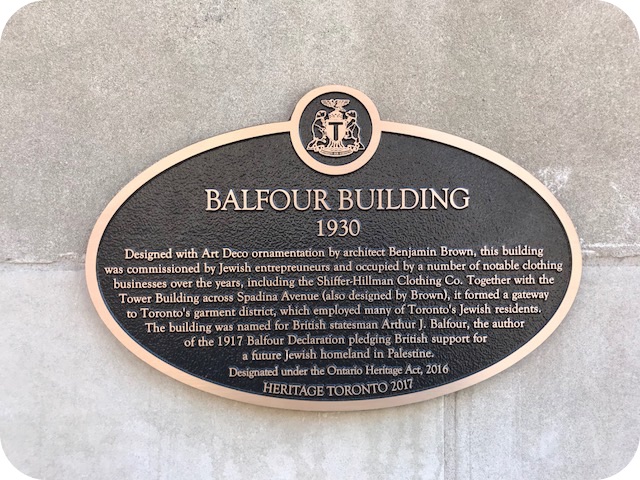 T
BALFOUR BUILDING
1930
Designed with Art Deco ornamentation by architect Benjamin Brown, this building
was commissioned by Jewish entrepreneurs and occupied by a number of notable clothing
businesses over the years, including the Shiffer-Hillman Clothing Co. Together with the
Tower Building across Spadina Avenue (also designed by Brown), it formed a gateway
to Toronto's garment district, which employed many of Toronto's Jewish residents.
The building was named for British statesman Arthur J. Balfour, the author
of the 1917 Balfour Declaration pledging British support for
a future Jewish homeland in Palestine.
Designated under the Ontario Heritage Act, 2016
HERITAGE TORONTO 2017